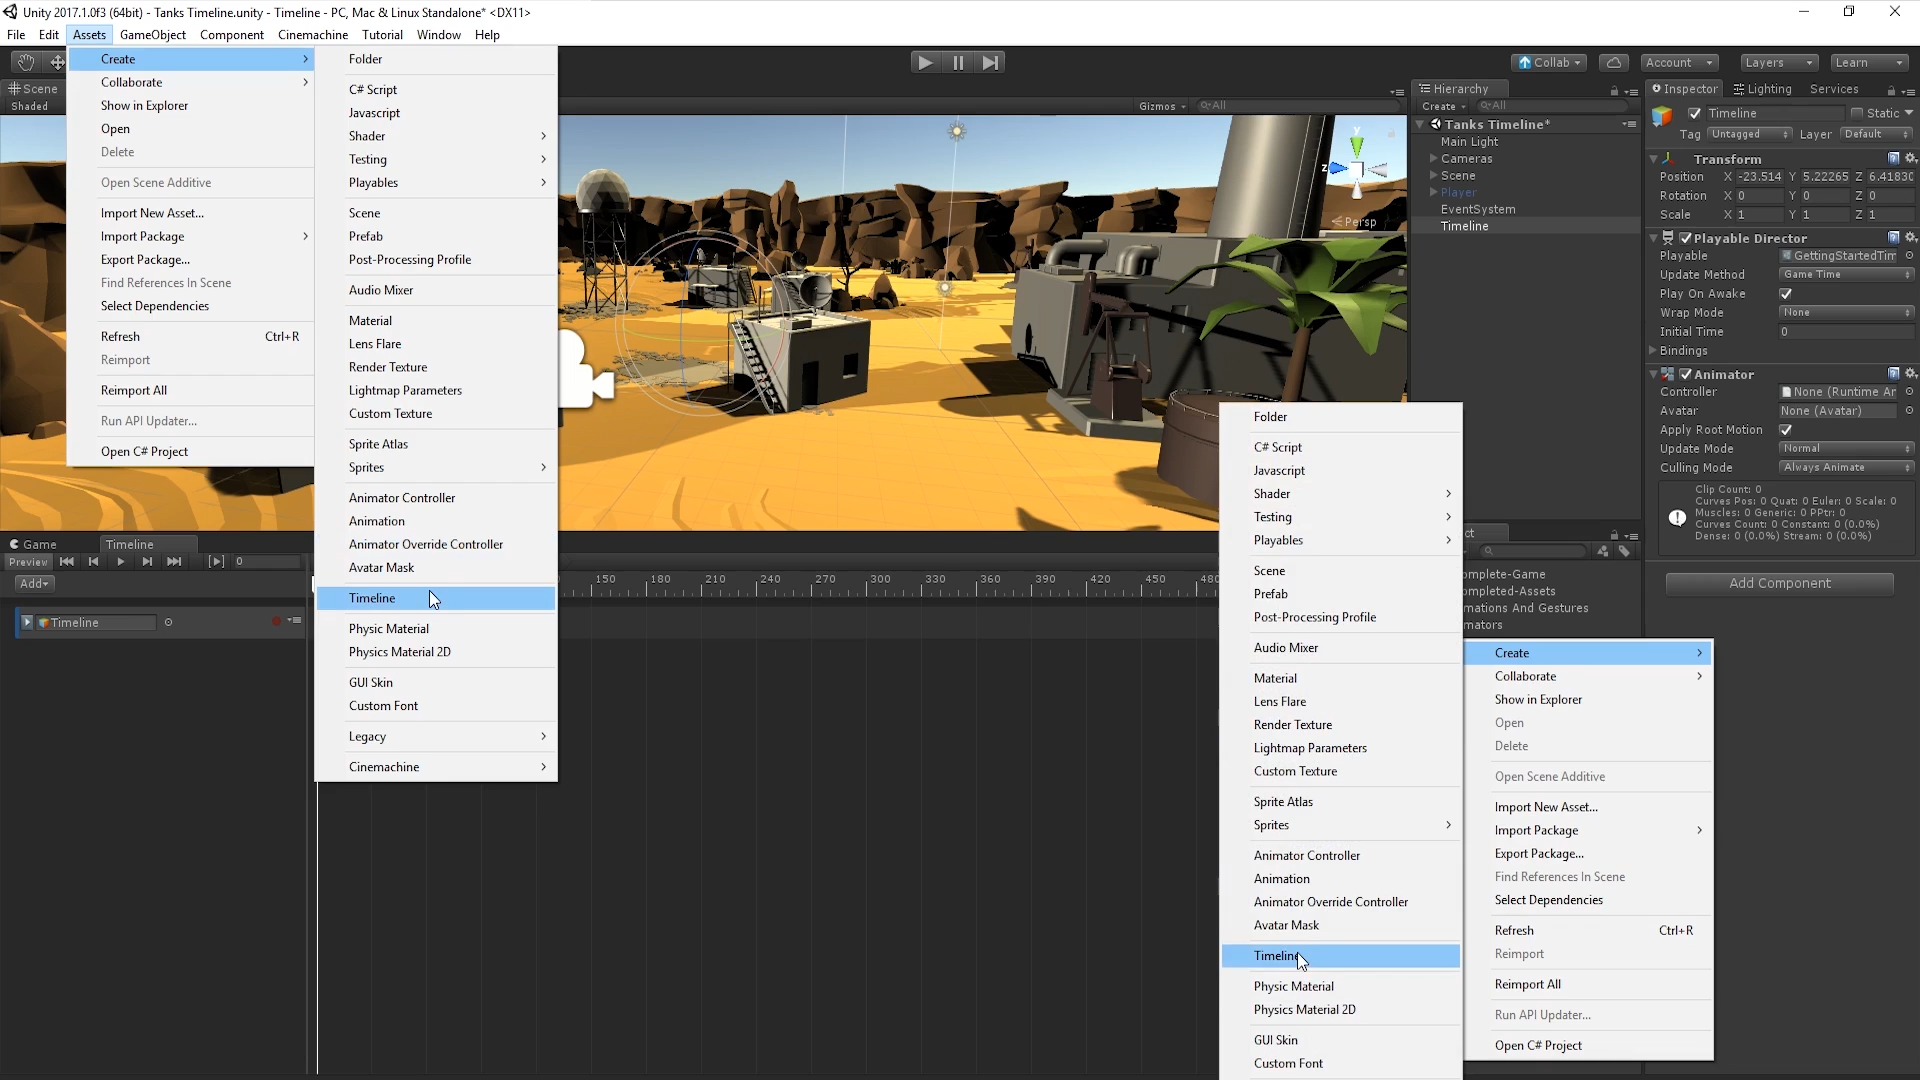 Unity 2017.1.0f3 (64bit) - Tanks Timeline.unity - Timeline - PC, Mac & Linux Standalone* <DX11>
File Edit Assets GameObject Component Cinemachine Tutorial Window Help
Collab Account Layers Learn
Scene
Shaded
Gizmos All
Create
Collaborate
Show in Explorer
Open
Delete
Open Scene Additive
Import New Asset...
Import Package
Export Package...
Find References In Scene
Select Dependencies
Refresh Ctrl+R
Reimport
Reimport All
Run API Updater...
Open C# Project
Folder
C# Script
Javascript
Shader
Testing
Playables
Scene
Prefab
Post-Processing Profile
Audio Mixer
Material
Lens Flare
Render Texture
Lightmap Parameters
Custom Texture
Sprite Atlas
Sprites
Animator Controller
Animation
Animator Override Controller
Avatar Mask
Timeline
Physic Material
Physics Material 2D
GUI Skin
Custom Font
Legacy
Cinemachine
y
z
Persp
Hierarchy
Create All
Tanks Timeline*
Main Light
Cameras
Scene
Player
EventSystem
Timeline
Inspector Lighting Services
Timeline Static
Tag Untagged Layer Default
Transform
Position X -23.514 Y 5.22265 Z 6.4183
Rotation X 0 Y 0 Z 0
Scale X 1 Y 1 Z 1
Playable Director
Playable GettingStartedTim
Update Method Game Time
Play On Awake
Wrap Mode None
Initial Time 0
Bindings
Animator
Controller None (Runtime Ar
Avatar None (Avatar)
Apply Root Motion
Update Mode Normal
Culling Mode Always Animate
Clip Count: 0
Curves Pos: 0 Quat: 0 Euler: 0 Scale: 0
Muscles: 0 Generic: 0 PPtr: 0
Curves Count: 0 Constant: 0 (0.0%)
Dense: 0 (0.0%) Stream: 0 (0.0%)
Add Component
Game Timeline
Preview 0
Add
150 180 210 240 270 300 330 360 390 420 450 480
Timeline
ct
omplete-Game
ompleted-Assets
mations And Gestures
mators
Folder
C# Script
Javascript
Shader
Testing
Playables
Scene
Prefab
Post-Processing Profile
Audio Mixer
Material
Lens Flare
Render Texture
Lightmap Parameters
Custom Texture
Sprite Atlas
Sprites
Animator Controller
Animation
Animator Override Controller
Avatar Mask
Timeline
Physic Material
Physics Material 2D
GUI Skin
Custom Font
Create
Collaborate
Show in Explorer
Open
Delete
Open Scene Additive
Import New Asset...
Import Package
Export Package...
Find References In Scene
Select Dependencies
Refresh Ctrl+R
Reimport
Reimport All
Run API Updater...
Open C# Project